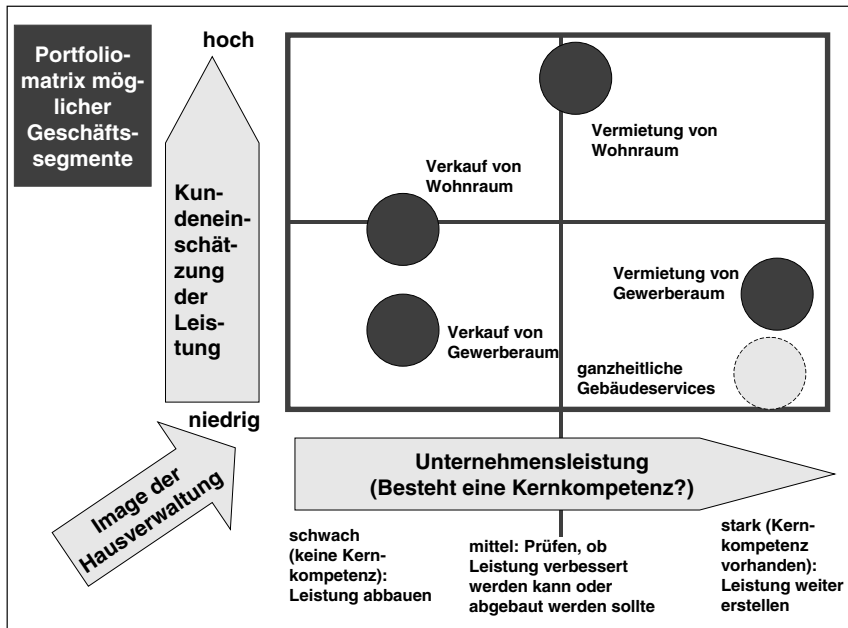 Portfolio-
matrix mög-
licher
Geschäfts-
segmente
hoch
Kun-
denein-
schät-
zung
der
Leis-
tung
niedrig
Image der
Hausverwaltung
Vermietung von
Wohnraum
Verkauf von
Wohnraum
Vermietung von
Gewerberaum
Verkauf von
Gewerberaum
ganzheitliche
Gebäudeservices
Unternehmensleistung
(Besteht eine Kernkompetenz?)
schwach
(keine Kern-
kompetenz):
Leistung abbauen
mittel: Prüfen, ob
Leistung verbessert
werden kann oder
abgebaut werden sollte
stark (Kern-
kompetenz
vorhanden):
Leistung weiter
erstellen